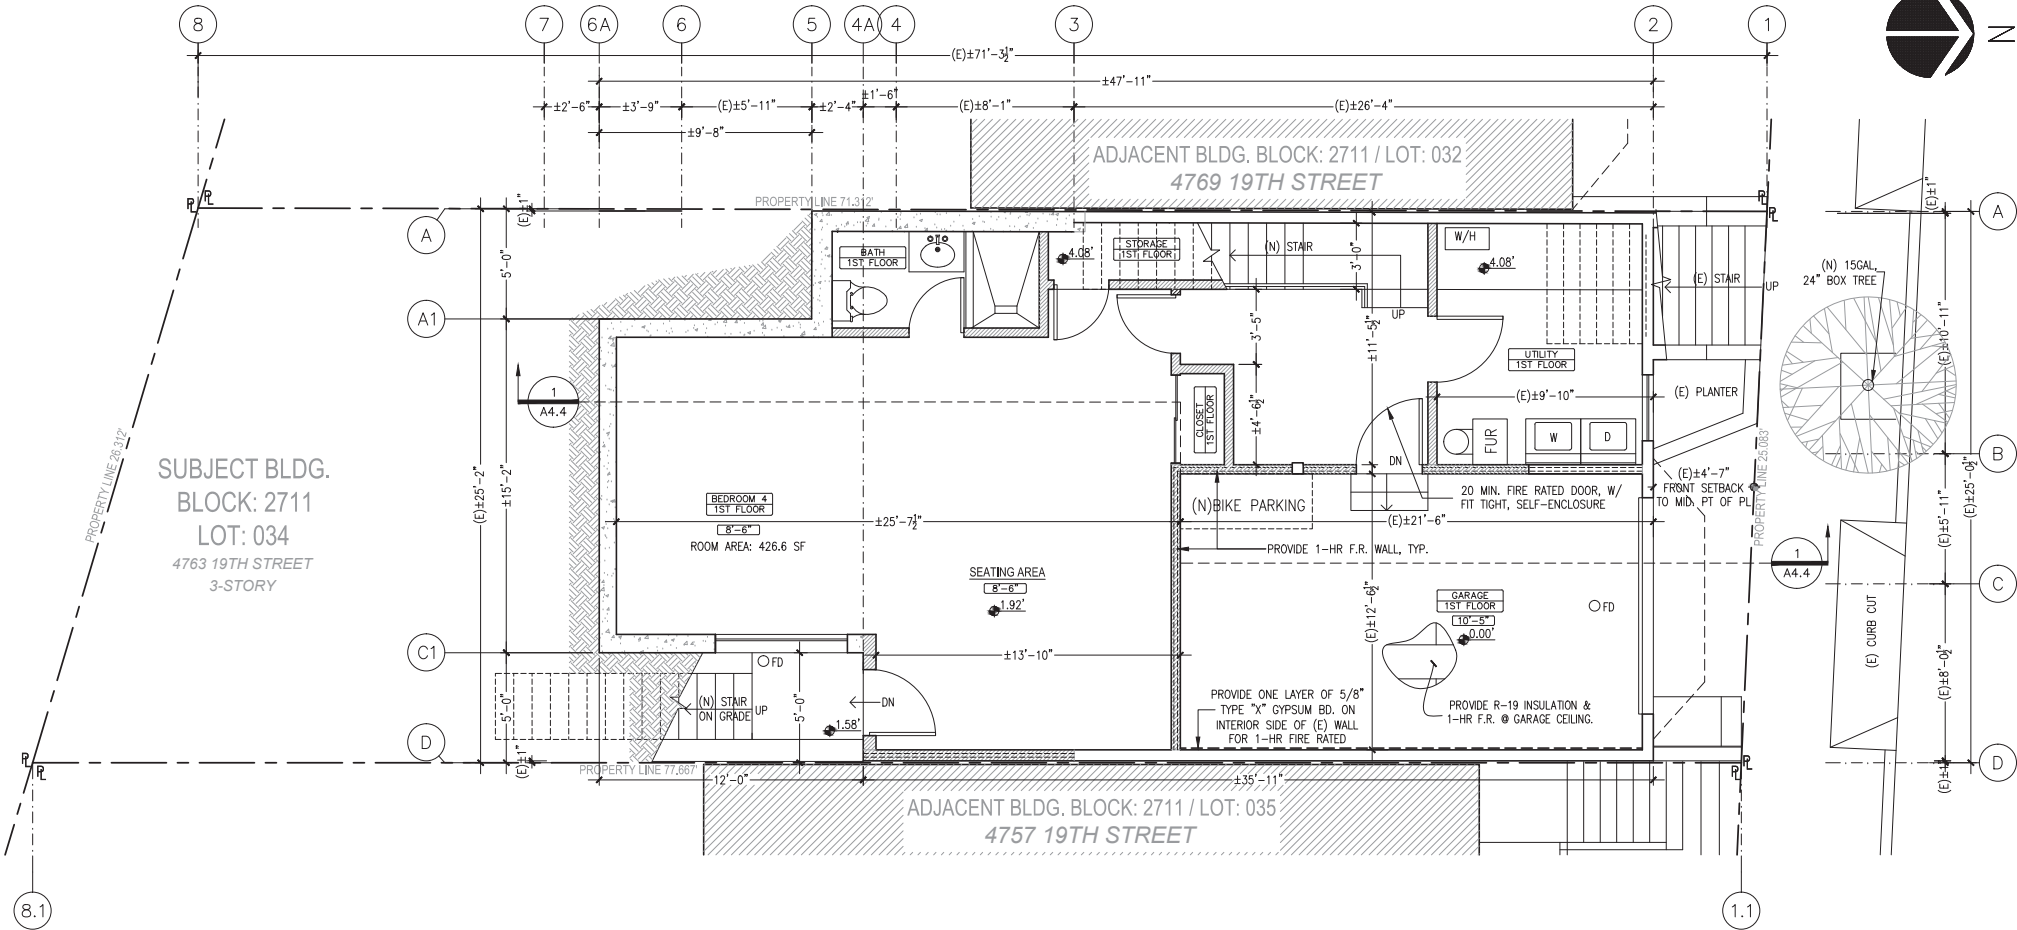 8
7
6A
6
5
4A
4
3
2
1
N
(E)±71'-3½"
±47'-11"
±2'-6"
±3'-9"
(E)±5'-11"
±2'-4"
±1'-6"
(E)±8'-1"
(E)±26'-4"
±9'-8"
ADJACENT BLDG. BLOCK: 2711 / LOT: 032
4769 19TH STREET
PROPERTY LINE 71.312'
A
A1
C1
D
(E)±1"
5'-0"
(E)±25'-2"
±15'-2"
5'-0"
(E)±1"
BATH
1ST FLOOR
4.08'
STORAGE
1ST FLOOR
(N) STAIR
3'-0"
UP
W/H
4.08'
(E) STAIR
UP
(N) 15GAL,
24" BOX TREE
(E)±1"
A
(E)±10'-11"
3'-5"
±11'-5½"
±4'-6½"
UTILITY
1ST FLOOR
(E)±9'-10"
(E) PLANTER
CLOSET
1ST FLOOR
FUR
W
D
DN
1
A4.4
PROPERTY LINE 26.312'
SUBJECT BLDG.
BLOCK: 2711
LOT: 034
4763 19TH STREET
3-STORY
BEDROOM 4
1ST FLOOR
8'-6"
ROOM AREA: 426.6 SF
±25'-7½"
(N)BIKE PARKING
(E)±21'-6"
20 MIN. FIRE RATED DOOR, W/
FIT TIGHT, SELF-ENCLOSURE
(E)±4'-7"
FRONT SETBACK
TO MID. PT OF PL
PROPERTY LINE 25.083'
B
(E)±5'-11"
(E)±25'-0½"
PROVIDE 1-HR F.R. WALL, TYP.
1
A4.4
C
SEATING AREA
8'-6"
1.92'
(E)±12'-6½"
GARAGE
1ST FLOOR
10'-5"
0.00'
FD
(E) CURB CUT
(E)±8'-0½"
FD
±13'-10"
(N) STAIR
ON GRADE
UP
5'-0"
5'-0"
DN
1.58'
PROVIDE ONE LAYER OF 5/8"
TYPE "X" GYPSUM BD. ON
INTERIOR SIDE OF (E) WALL
FOR 1-HR FIRE RATED
PROVIDE R-19 INSULATION &
1-HR F.R. @ GARAGE CEILING.
D
(E)±1"
PROPERTY LINE 77.667'
12'-0"
±35'-11"
ADJACENT BLDG. BLOCK: 2711 / LOT: 035
4757 19TH STREET
8.1
1.1